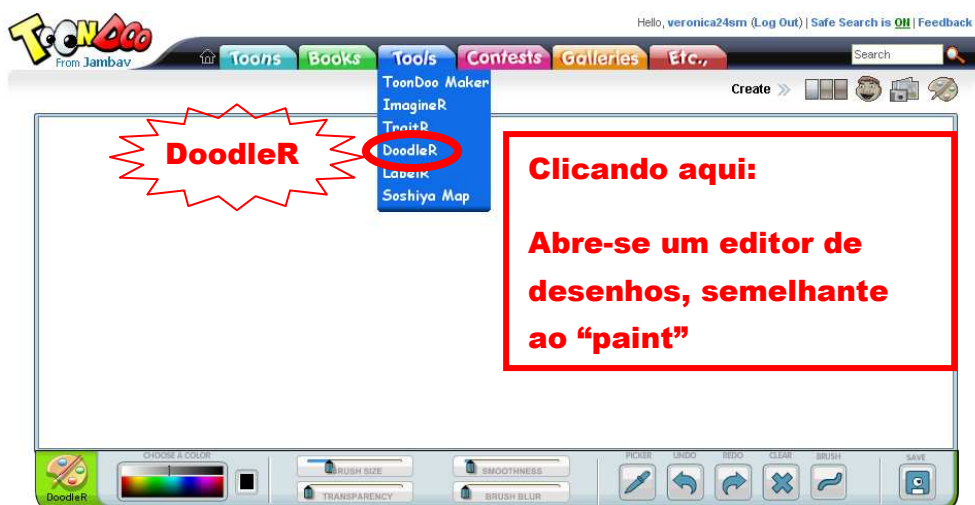 Hello, veronica24sm (Log Out) | Safe Search is ON | Feedback
ToonDoo
From Jambav
Toons Books Tools Contests Galleries Etc.,
Search
ToonDoo Maker
ImagineR
TraitR
DoodleR
LabelR
Soshiya Map
Create »
DoodleR
Clicando aqui:
Abre-se um editor de
desenhos, semelhante
ao “paint”
CHOOSE A COLOR
BRUSH SIZE
SMOOTHNESS
TRANSPARENCY
BRUSH BLUR
PICKER UNDO REDO CLEAR BRUSH SAVE
DoodleR